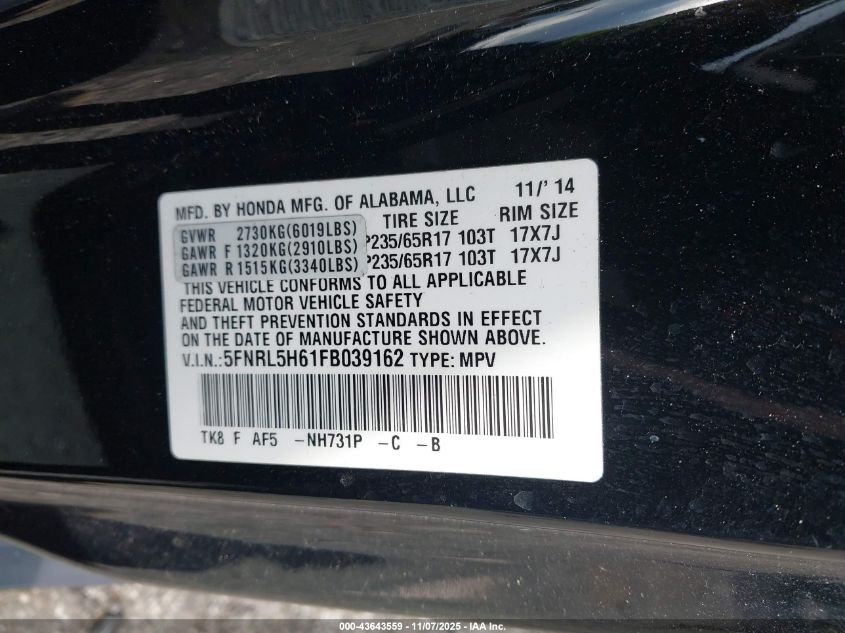 MFD. BY HONDA MFG. OF ALABAMA, LLC 11/' 14
TIRE SIZE RIM SIZE
GVWR 2730KG(6019LBS)
GAWR F 1320KG(2910LBS) P235/65R17 103T 17X7J
GAWR R 1515KG(3340LBS) P235/65R17 103T 17X7J
THIS VEHICLE CONFORMS TO ALL APPLICABLE
FEDERAL MOTOR VEHICLE SAFETY
AND THEFT PREVENTION STANDARDS IN EFFECT
ON THE DATE OF MANUFACTURE SHOWN ABOVE.
V.I.N.:5FNRL5H61FB039162 TYPE: MPV
TK8 F AF5 -NH731P -C -B
000-43643559 - 11/07/2025 - IAA Inc.